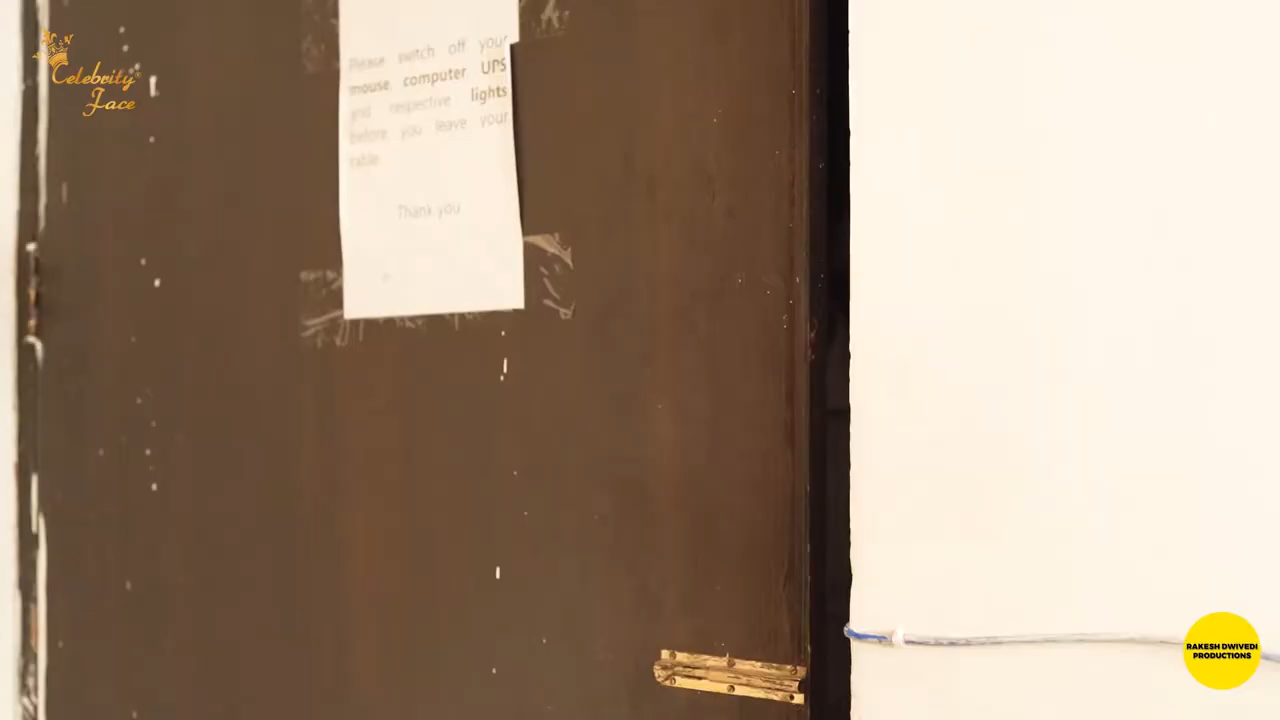 Celebrity
Face
Please switch off your
mouse computer UPS
and respective lights
before you leave your
table.
Thank you
RAKESH DWIVEDI
PRODUCTIONS